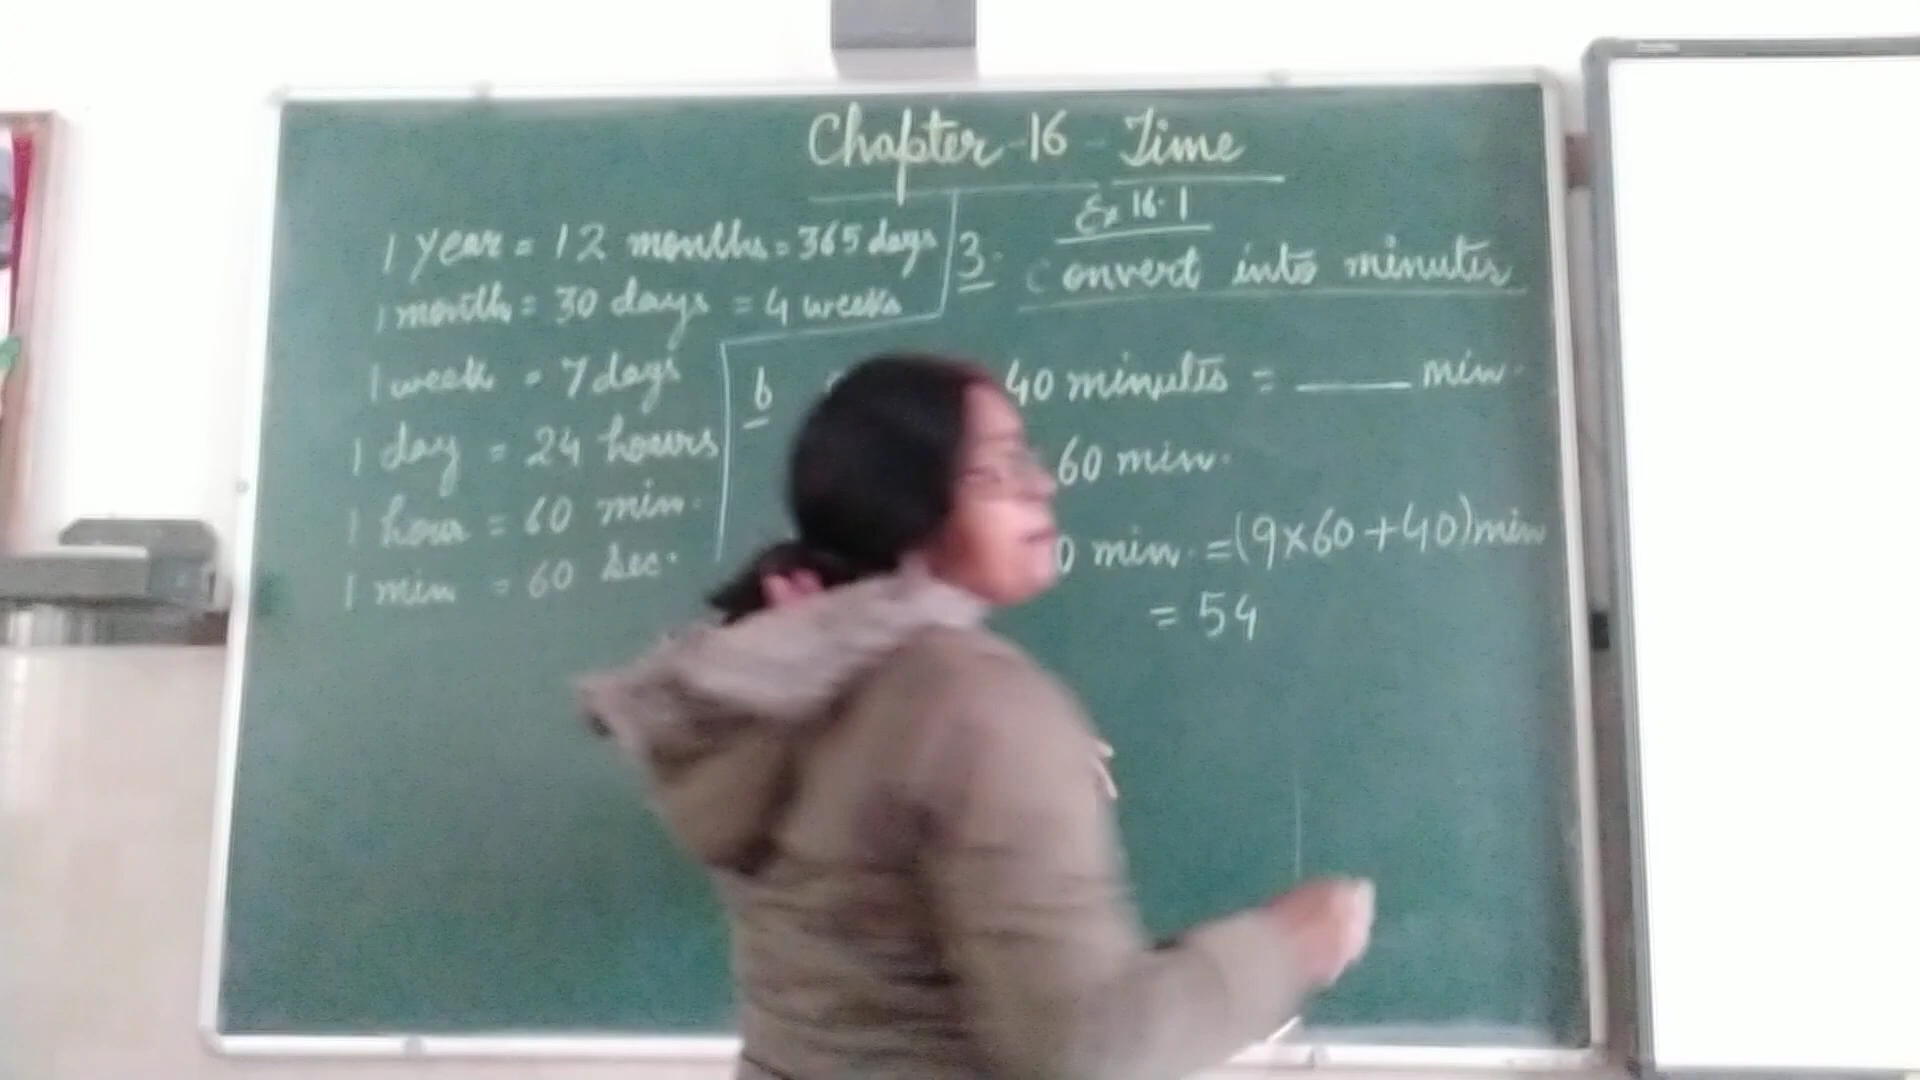 Chapter-16 - Time
1 year = 12 months = 365 days
1 month = 30 days = 4 weeks
1 week = 7 days
1 day = 24 hours
1 hour = 60 min.
1 min = 60 sec.
Ex 16.1
3. Convert into minutes
b 40 minutes = ____ min.
60 min.
0 min. = (9x60+40)min
= 54